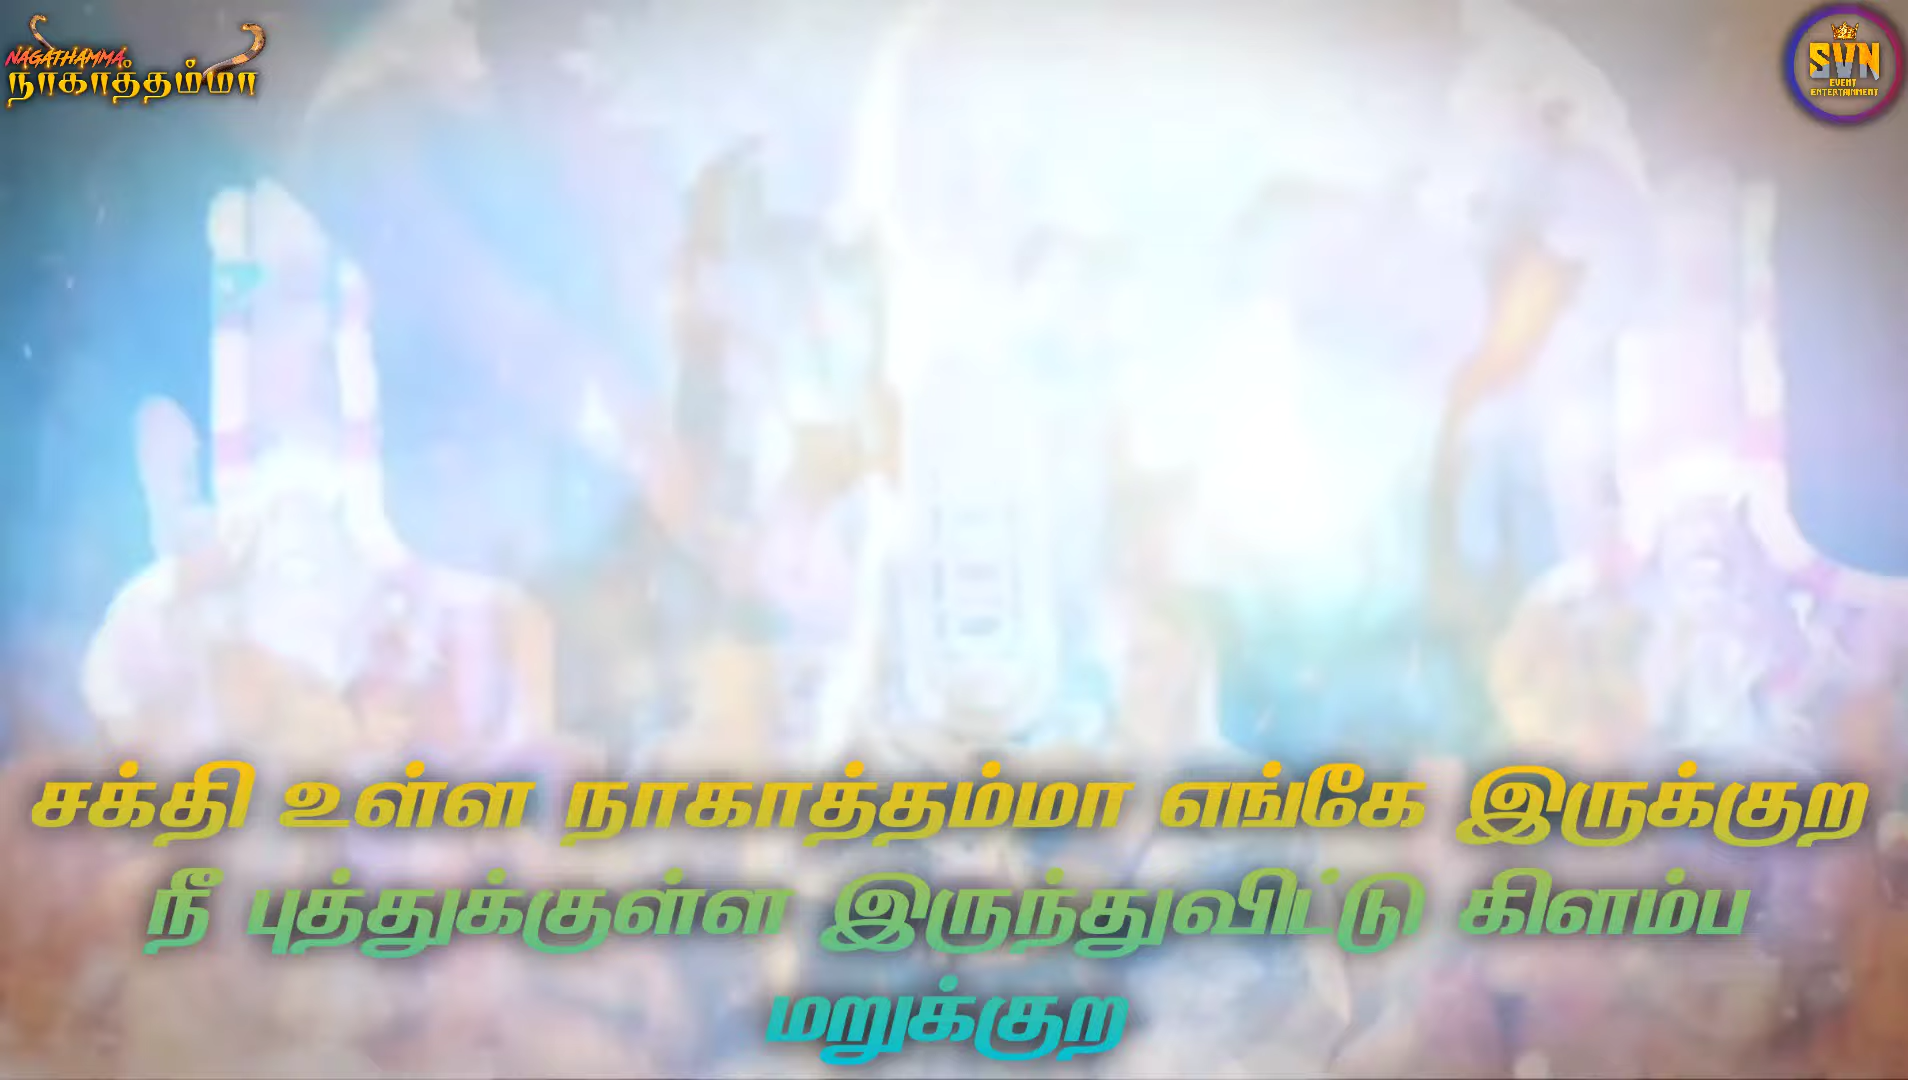 NAGATHAMMA
நாகாத்தம்மா
SVN
EVENT
ENTERTAINMENT
சக்தி உள்ள நாகாத்தம்மா எங்கே இருக்குற
நீ புத்துக்குள்ள இருந்துவிட்டு கிளம்ப
மறுக்குற